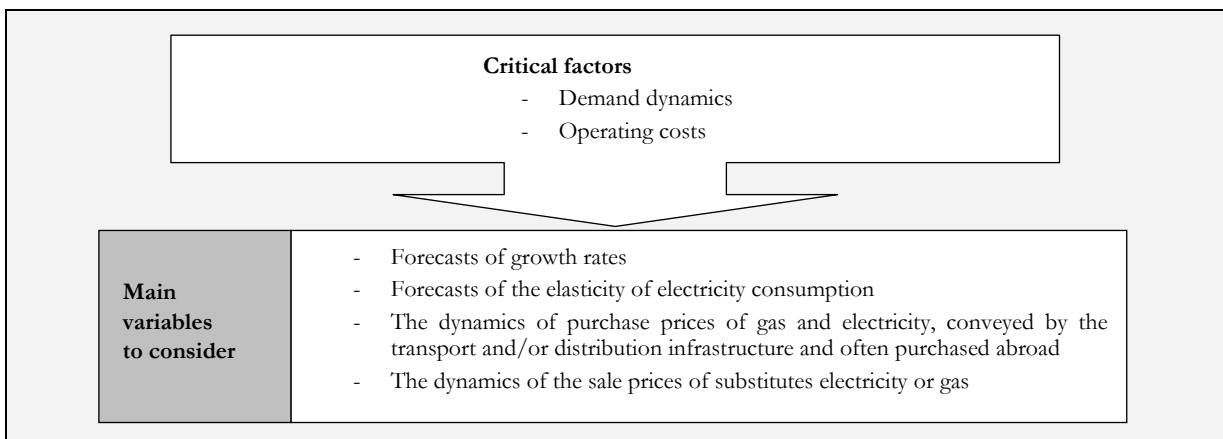 Critical factors
- Demand dynamics
- Operating costs
Main
variables
to consider
- Forecasts of growth rates
- Forecasts of the elasticity of electricity consumption
- The dynamics of purchase prices of gas and electricity, conveyed by the
transport and/or distribution infrastructure and often purchased abroad
- The dynamics of the sale prices of substitutes electricity or gas